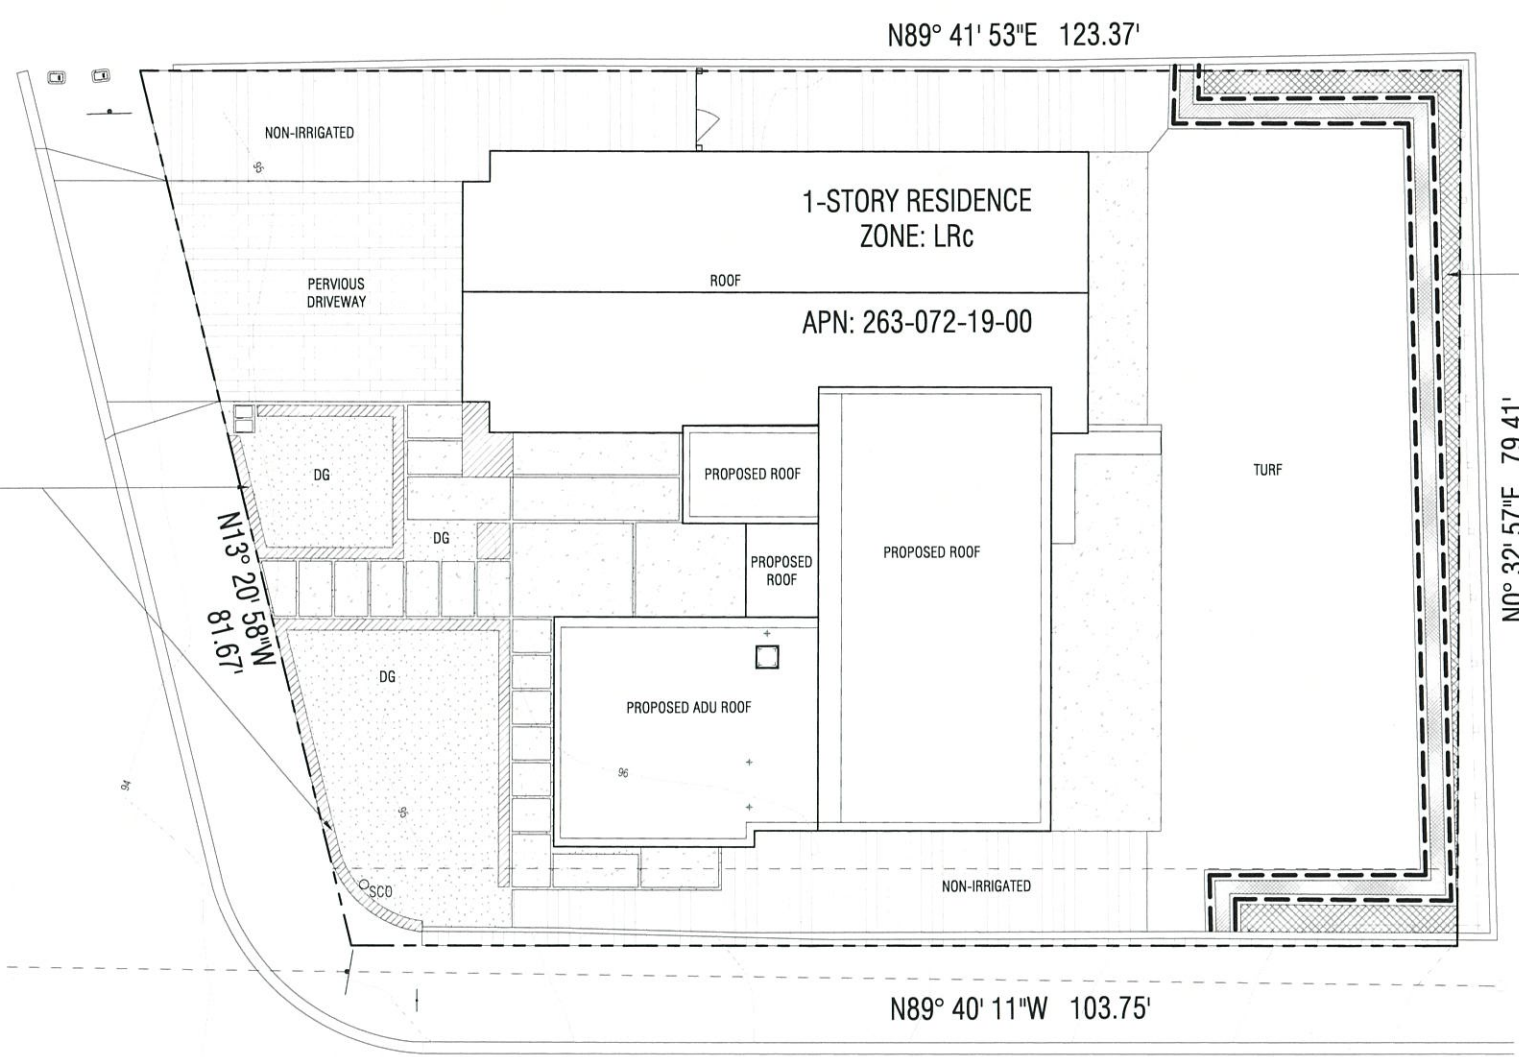 N89° 41' 53"E 123.37'
NON-IRRIGATED
95
1-STORY RESIDENCE
ZONE: LRc
ROOF
PERVIOUS
DRIVEWAY
APN: 263-072-19-00
DG
PROPOSED ROOF
TURF
N0° 32' 57"E 79.41'
DG
PROPOSED ROOF
PROPOSED
ROOF
N13° 20' 58"W
81.67'
DG
PROPOSED ADU ROOF
96
94
95
SCO
NON-IRRIGATED
N89° 40' 11"W 103.75'